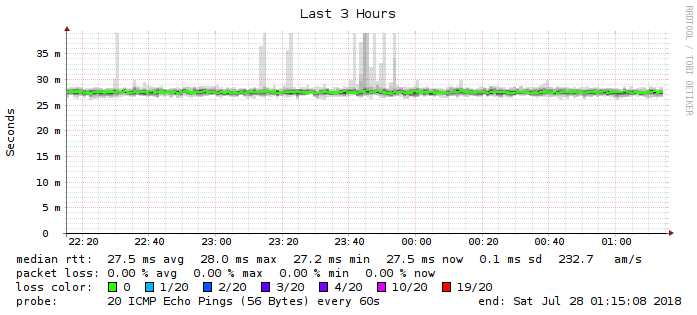 Last 3 Hours
RRDTOOL / TOBI OETIKER
Seconds
35 m
30 m
25 m
20 m
15 m
10 m
5 m
0
22:20 22:40 23:00 23:20 23:40 00:00 00:20 00:40 01:00
median rtt: 27.5 ms avg 28.0 ms max 27.2 ms min 27.5 ms now 0.1 ms sd 232.7 am/s
packet loss: 0.00 % avg 0.00 % max 0.00 % min 0.00 % now
loss color: 0 1/20 2/20 3/20 4/20 10/20 19/20
probe: 20 ICMP Echo Pings (56 Bytes) every 60s end: Sat Jul 28 01:15:08 2018